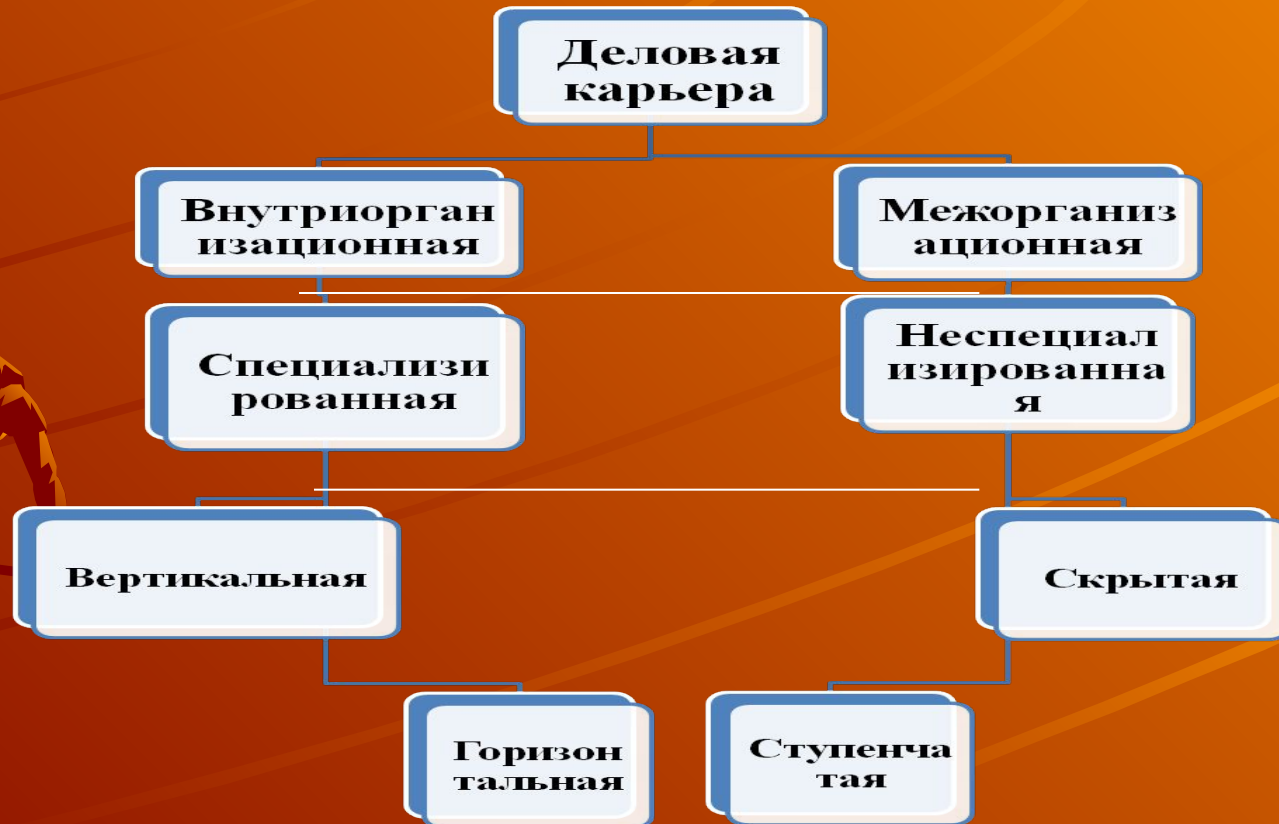 Деловая
карьера
Внутриорган
изационная
Межорганиз
ационная
Специализи
рованная
Неспециал
изированна
я
Вертикальная
Скрытая
Горизон
тальная
Ступенча
тая